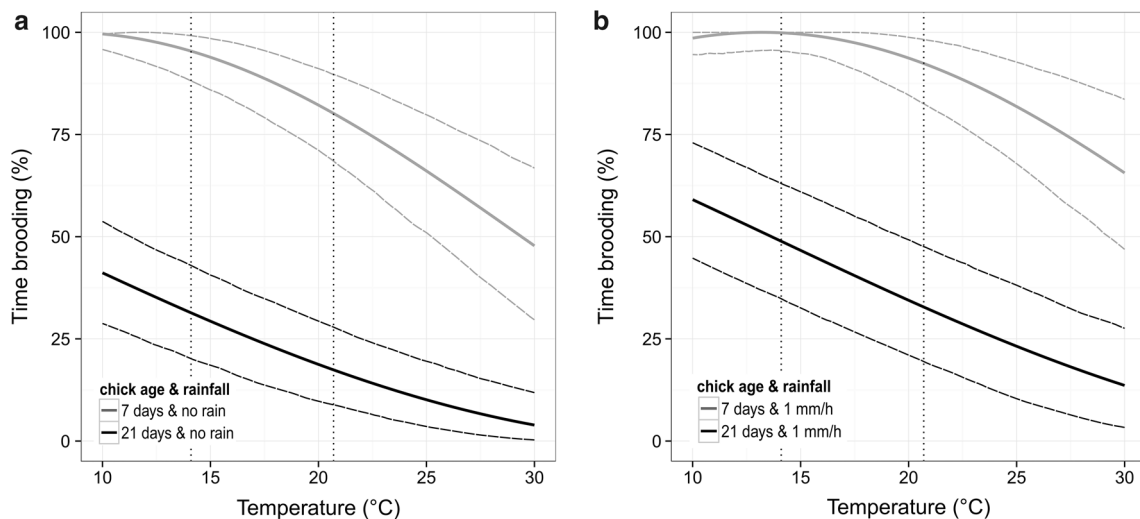 a
100
75
50
25
0
Time brooding (%)
chick age & rainfall
7 days & no rain
21 days & no rain
10 15 20 25 30
Temperature (°C)
b
100
75
50
25
0
Time brooding (%)
chick age & rainfall
7 days & 1 mm/h
21 days & 1 mm/h
10 15 20 25 30
Temperature (°C)